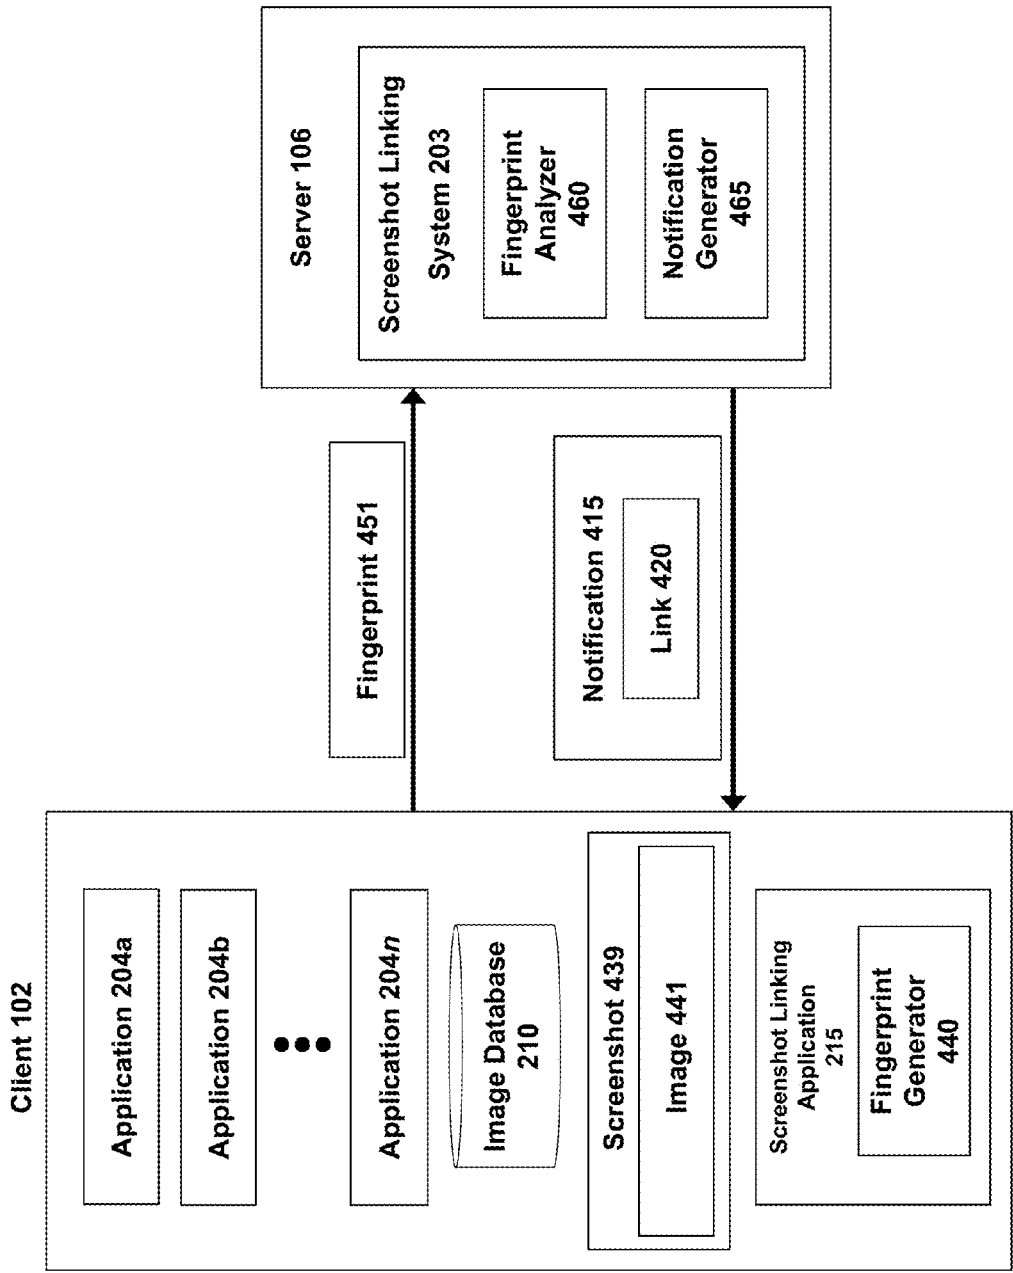 Client 102
Application 204a
Application 204b
Application 204n
Image Database
210
Screenshot 439
Image 441
Screenshot Linking
Application
215
Fingerprint
Generator
440
Fingerprint 451
Notification 415
Link 420
Server 106
Screenshot Linking
System 203
Fingerprint
Analyzer
460
Notification
Generator
465